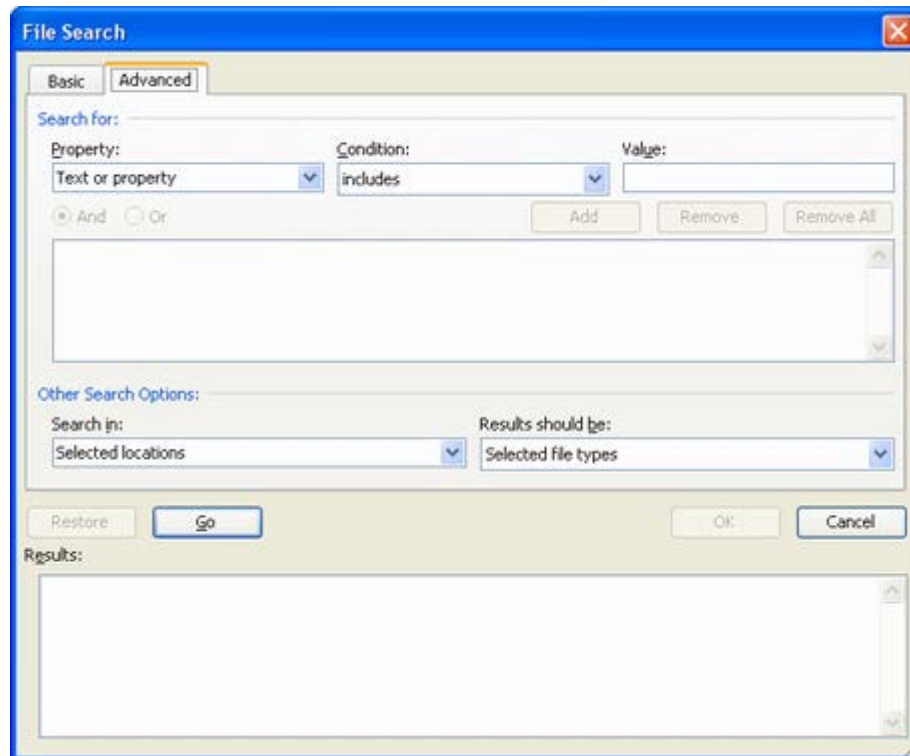 File Search
Basic Advanced
Search for:
Property: Condition: Value:
Text or property includes
And Or Add Remove Remove All
Other Search Options:
Search in: Results should be:
Selected locations Selected file types
Restore Go OK Cancel
Results: